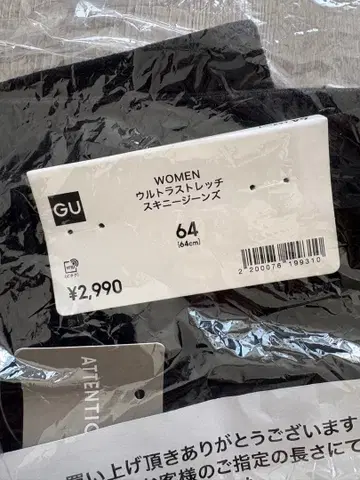 WOMEN
ウルトラストレッチ
スキニージーンズ
GU
64
(64cm)
¥2,990
2 200076 199310
ATENTIC
買い上げ頂きありがとうございます
お客様のご指定の長さにて